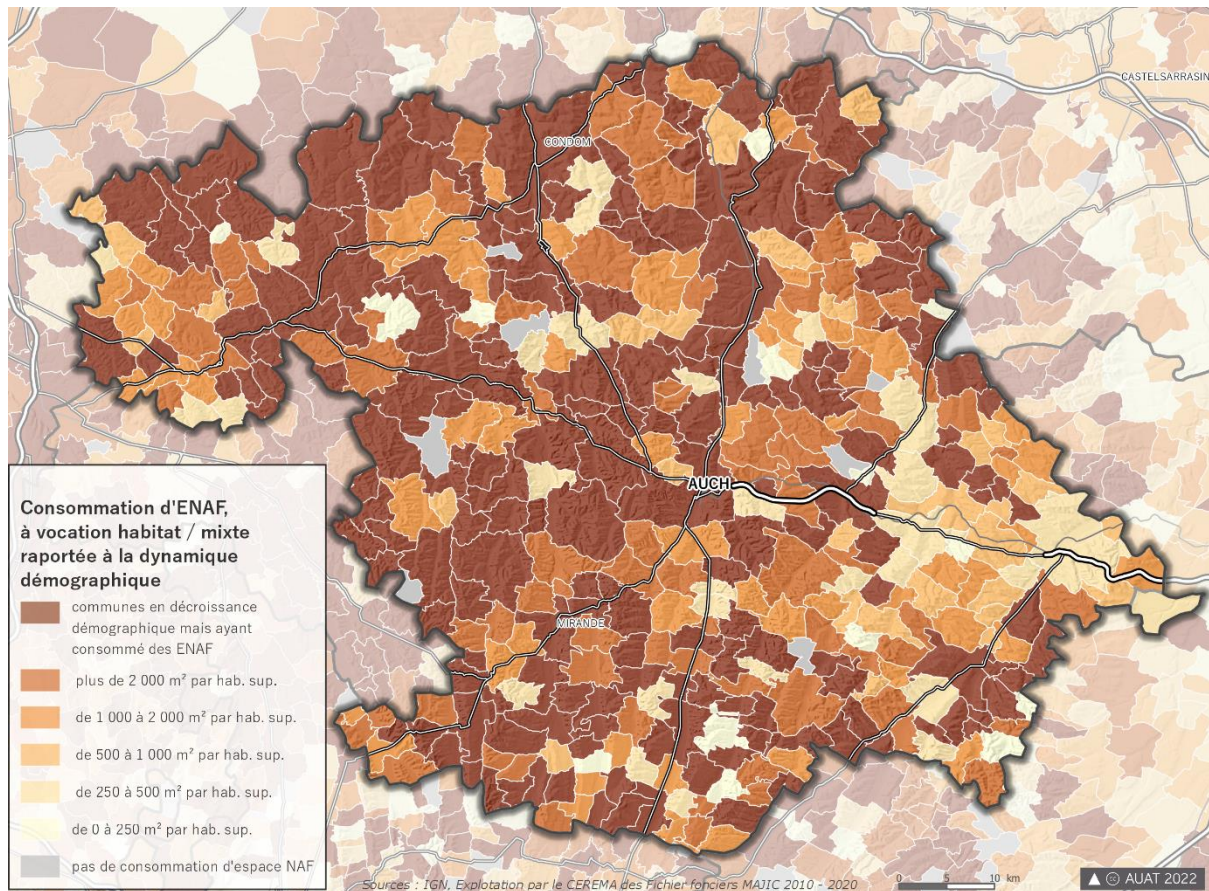 CASTELSARRASIN
CONDOM
AUCH
MIRANDE
Consommation d'ENAF,
à vocation habitat / mixte
raportée à la dynamique
démographique
communes en décroissance
démographique mais ayant
consommé des ENAF
plus de 2 000 m² par hab. sup.
de 1 000 à 2 000 m² par hab. sup.
de 500 à 1 000 m² par hab. sup.
de 250 à 500 m² par hab. sup.
de 0 à 250 m² par hab. sup.
pas de consommation d'espace NAF
Sources : IGN, Explotation par le CEREMA des Fichier fonciers MAJIC 2010 - 2020
0 5 10 km
AUAT 2022